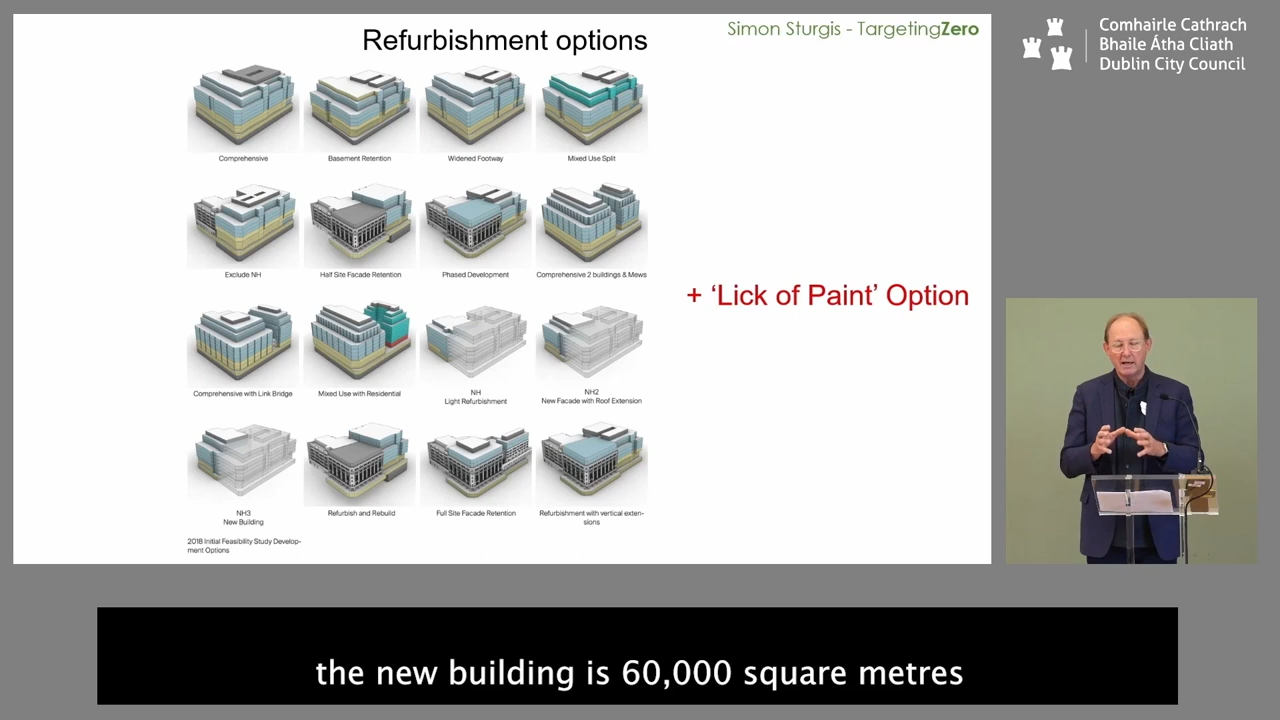 Refurbishment options
Simon Sturgis - TargetingZero
Comhairle Cathrach
Bhaile Átha Cliath
Dublin City Council
Comprehensive
Basement Retention
Widened Footway
Mixed Use Split
Exclude NH
Half Site Facade Retention
Phased Development
Comprehensive 2 buildings & Mews
+ ‘Lick of Paint’ Option
Comprehensive with Link Bridge
Mixed Use with Residential
NH
Light Refurbishment
NH2
New Facade with Roof Extension
NH3
New Building
Refurbish and Rebuild
Full Site Facade Retention
Refurbishment with vertical exten-
sions
2018 Initial Feasibility Study Develop-
ment Options
the new building is 60,000 square metres